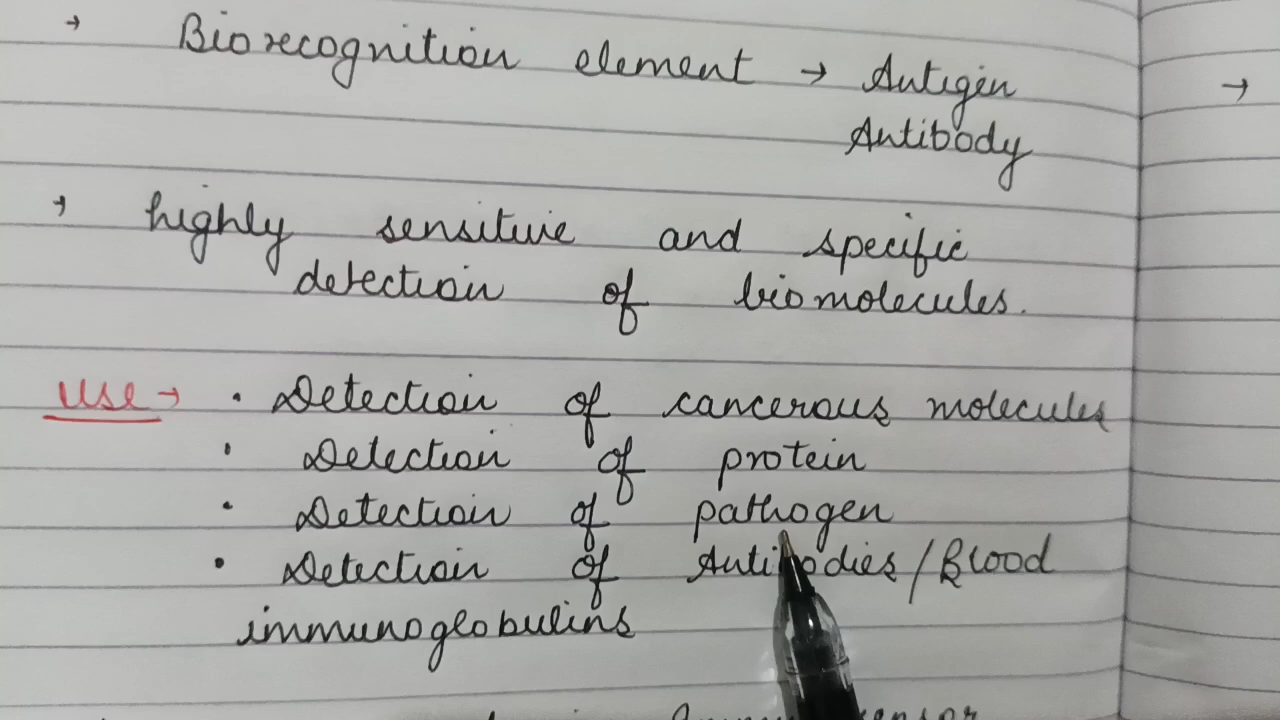 → Biorecognition element → Antigen
Antibody
→ highly sensitive and specific
detection of biomolecules.
Use → • Detection of cancerous molecules
• Detection of protein
• Detection of pathogen
• Detection of Antibodies / Blood
immunoglobulins
→